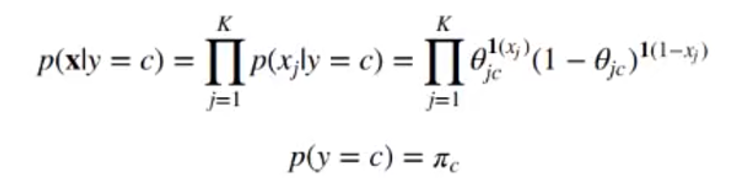 p(𝐱|y = c) = ∏_{j=1}^{K} p(x_j|y = c) = ∏_{j=1}^{K} θ_{jc}^{𝟏(x_j)} (1 − θ_{jc})^{𝟏(1−x_j)}
p(y = c) = π_c